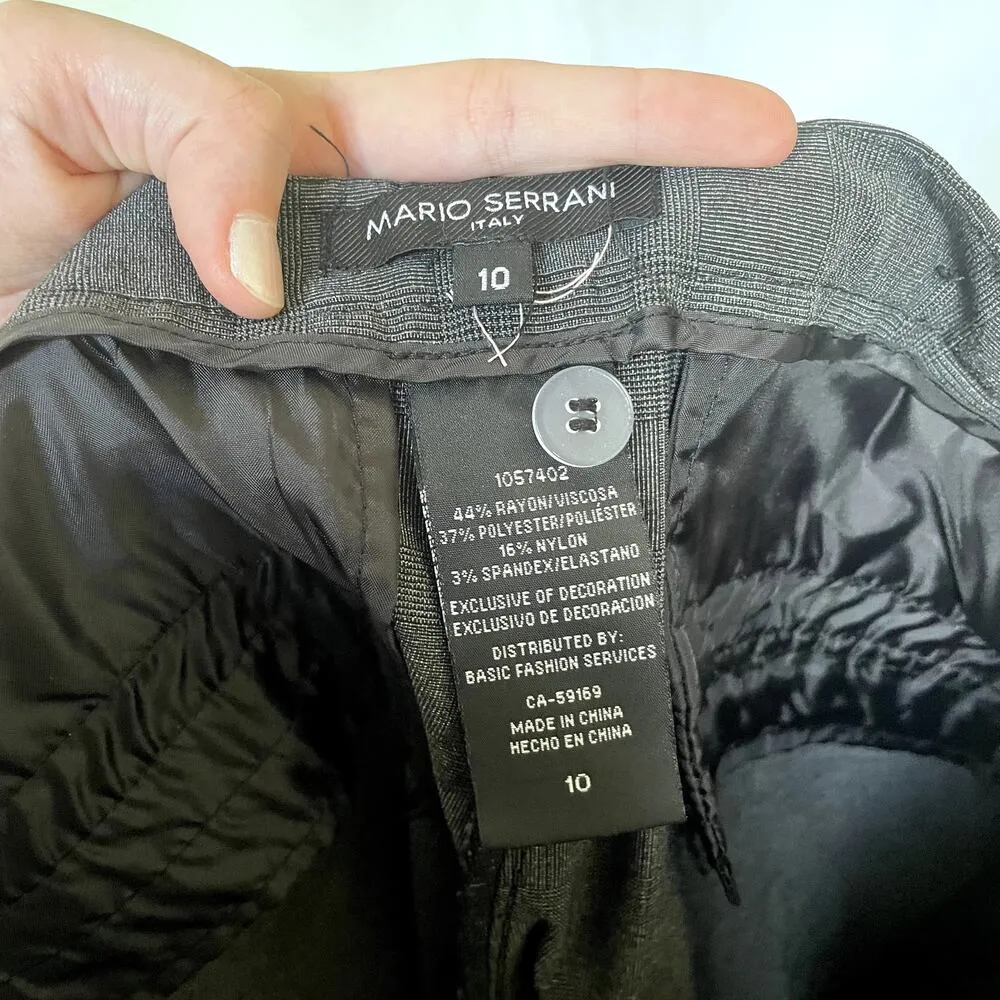 MARIO SERRANI
ITALY
10
1057402
44% RAYON/VISCOSA
37% POLYESTER/POLIÉSTER
16% NYLON
3% SPANDEX/ELASTANO
EXCLUSIVE OF DECORATION
EXCLUSIVO DE DECORACION
DISTRIBUTED BY:
BASIC FASHION SERVICES
CA-59169
MADE IN CHINA
HECHO EN CHINA
10